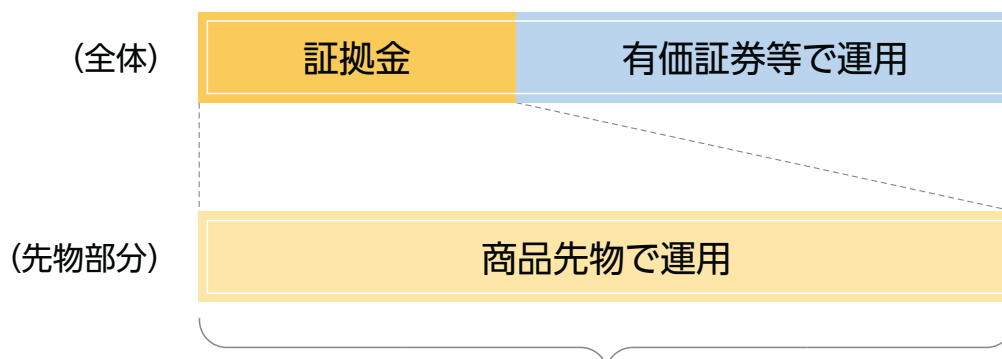 （全体）
証拠金
有価証券等で運用
（先物部分）
商品先物で運用